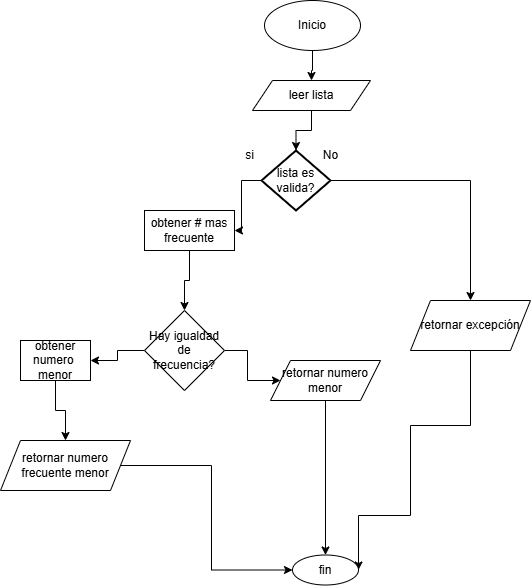 Inicio
leer lista
si
No
lista es
valida?
obtener # mas
frecuente
Hay igualdad
de
frecuencia?
retornar excepción
obtener
numero
menor
retornar numero
menor
retornar numero
frecuente menor
fin